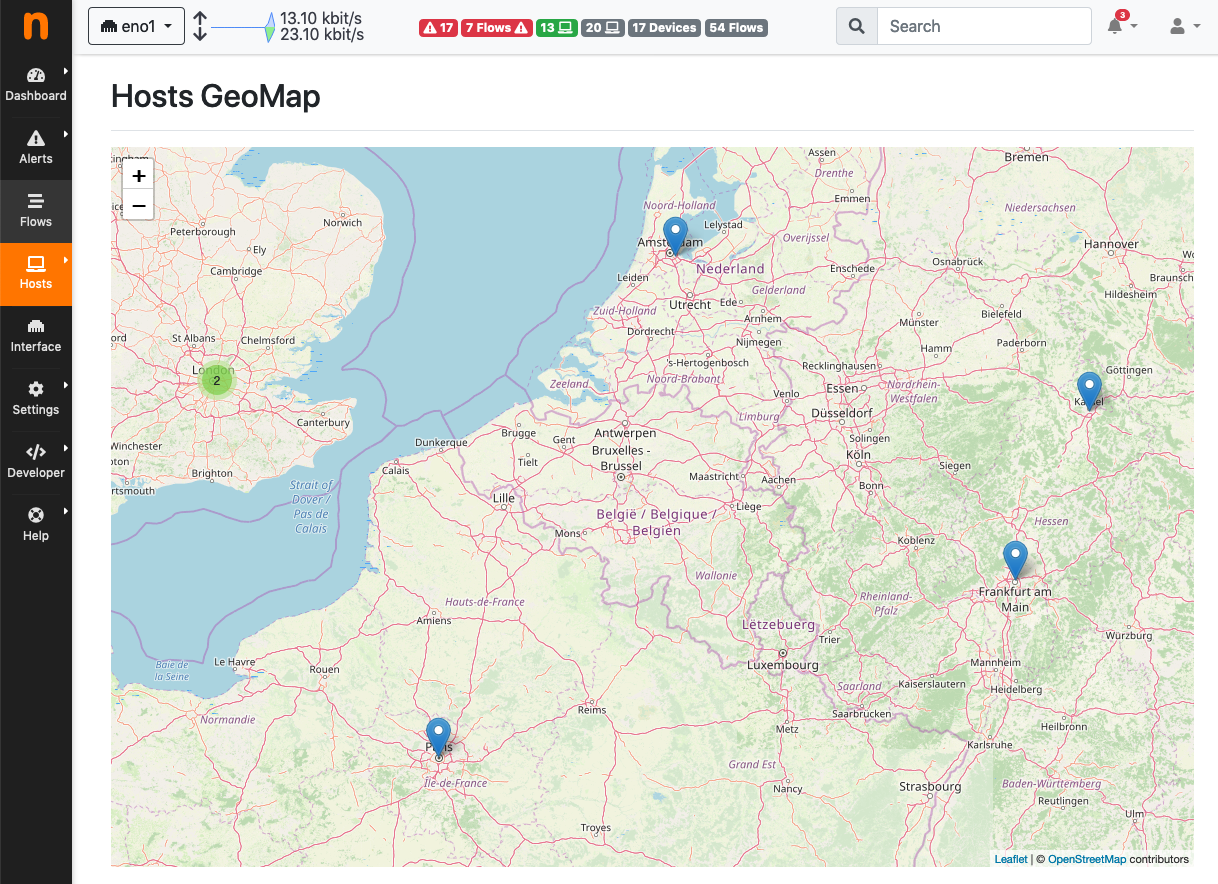 n
eno1
13.10 kbit/s
23.10 kbit/s
17
7 Flows
13
20
17 Devices
54 Flows
Search
3
Dashboard
Alerts
Flows
Hosts
Interface
Settings
Developer
Help
Hosts GeoMap
+
−
Assen
Bremen
Drenthe
Emmen
Niedersachsen
Noord-Holland
Lelystad
Norwich
Peterborough
Ely
Cambridge
Overijssel
Hannover
Osnabrück
Braunsch
Nederland
Enschede
Leiden
Gelderland
Hildesheim
Utrecht
Ede
Zuid-Holland
Arnhem
Bielefeld
Münster
Dordrecht
Nijmegen
Paderborn
ord
St Albans
Chelmsford
Hamm
's-Hertogenbosch
Recklinghausen
Göttingen
London
2
Noord-Brabant
Zeeland
Essen
Nordrhein-
Westfalen
Venlo
Limburg
Düsseldorf
Canterbury
Brugge
Antwerpen
Gent
Solingen
Dunkerque
Winchester
Bruxelles -
Brussel
Köln
Tielt
Siegen
Calais
Brighton
Maastricht
Aachen
Bonn
Strait of
Dover /
Pas de
Calais
rtsmouth
Lille
Liège
België / Belgique /
Belgien
Hessen
Mons
Koblenz
Wallonie
Frankfurt am
Main
Rheinland-
Pfalz
Hauts-de-France
Amiens
Lëtzebuerg
Trier
Würzburg
Baie de
la Seine
Le Havre
Rouen
Luxembourg
Mannheim
Saarland
Kaiserslautern
Heidelberg
Reims
Saarbrücken
Normandie
Heilbronn
Metz
Karlsruhe
Île-de-France
Grand Est
Nancy
Strasbourg
Baden-Württemberg
Reutlingen
Ulm
Troyes
Leaflet | © OpenStreetMap contributors